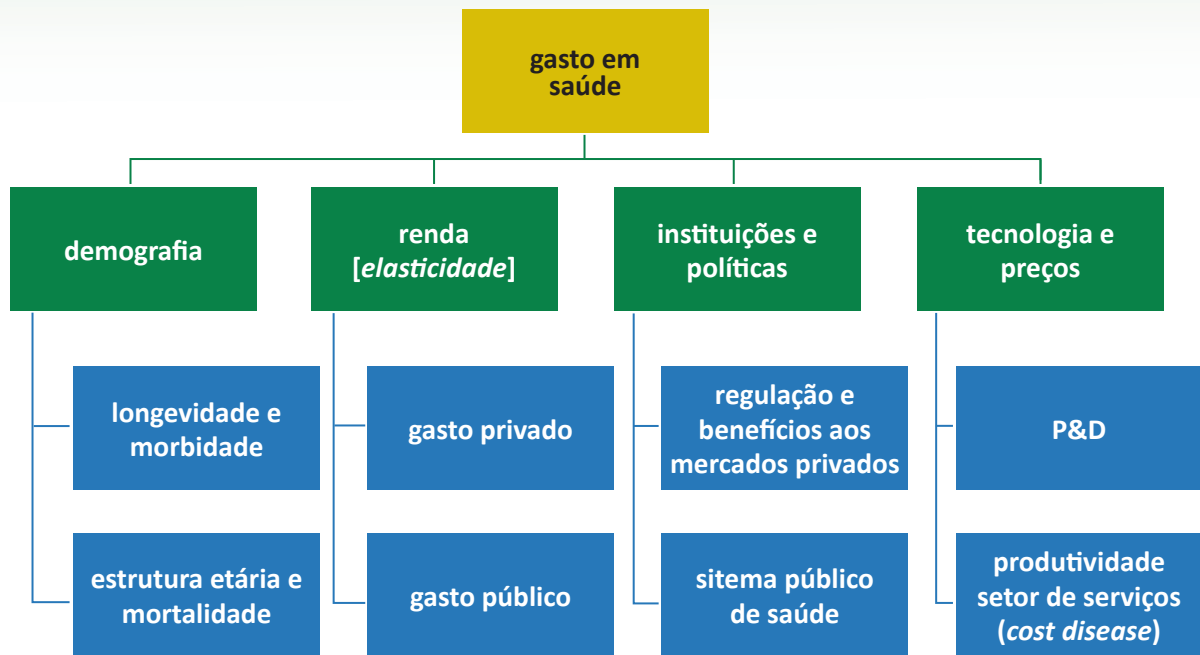 gasto em
saúde
demografia
renda
[elasticidade]
instituições e
políticas
tecnologia e
preços
longevidade e
morbidade
gasto privado
regulação e
benefícios aos
mercados privados
P&D
estrutura etária e
mortalidade
gasto público
sitema público
de saúde
produtividade
setor de serviços
(cost disease)